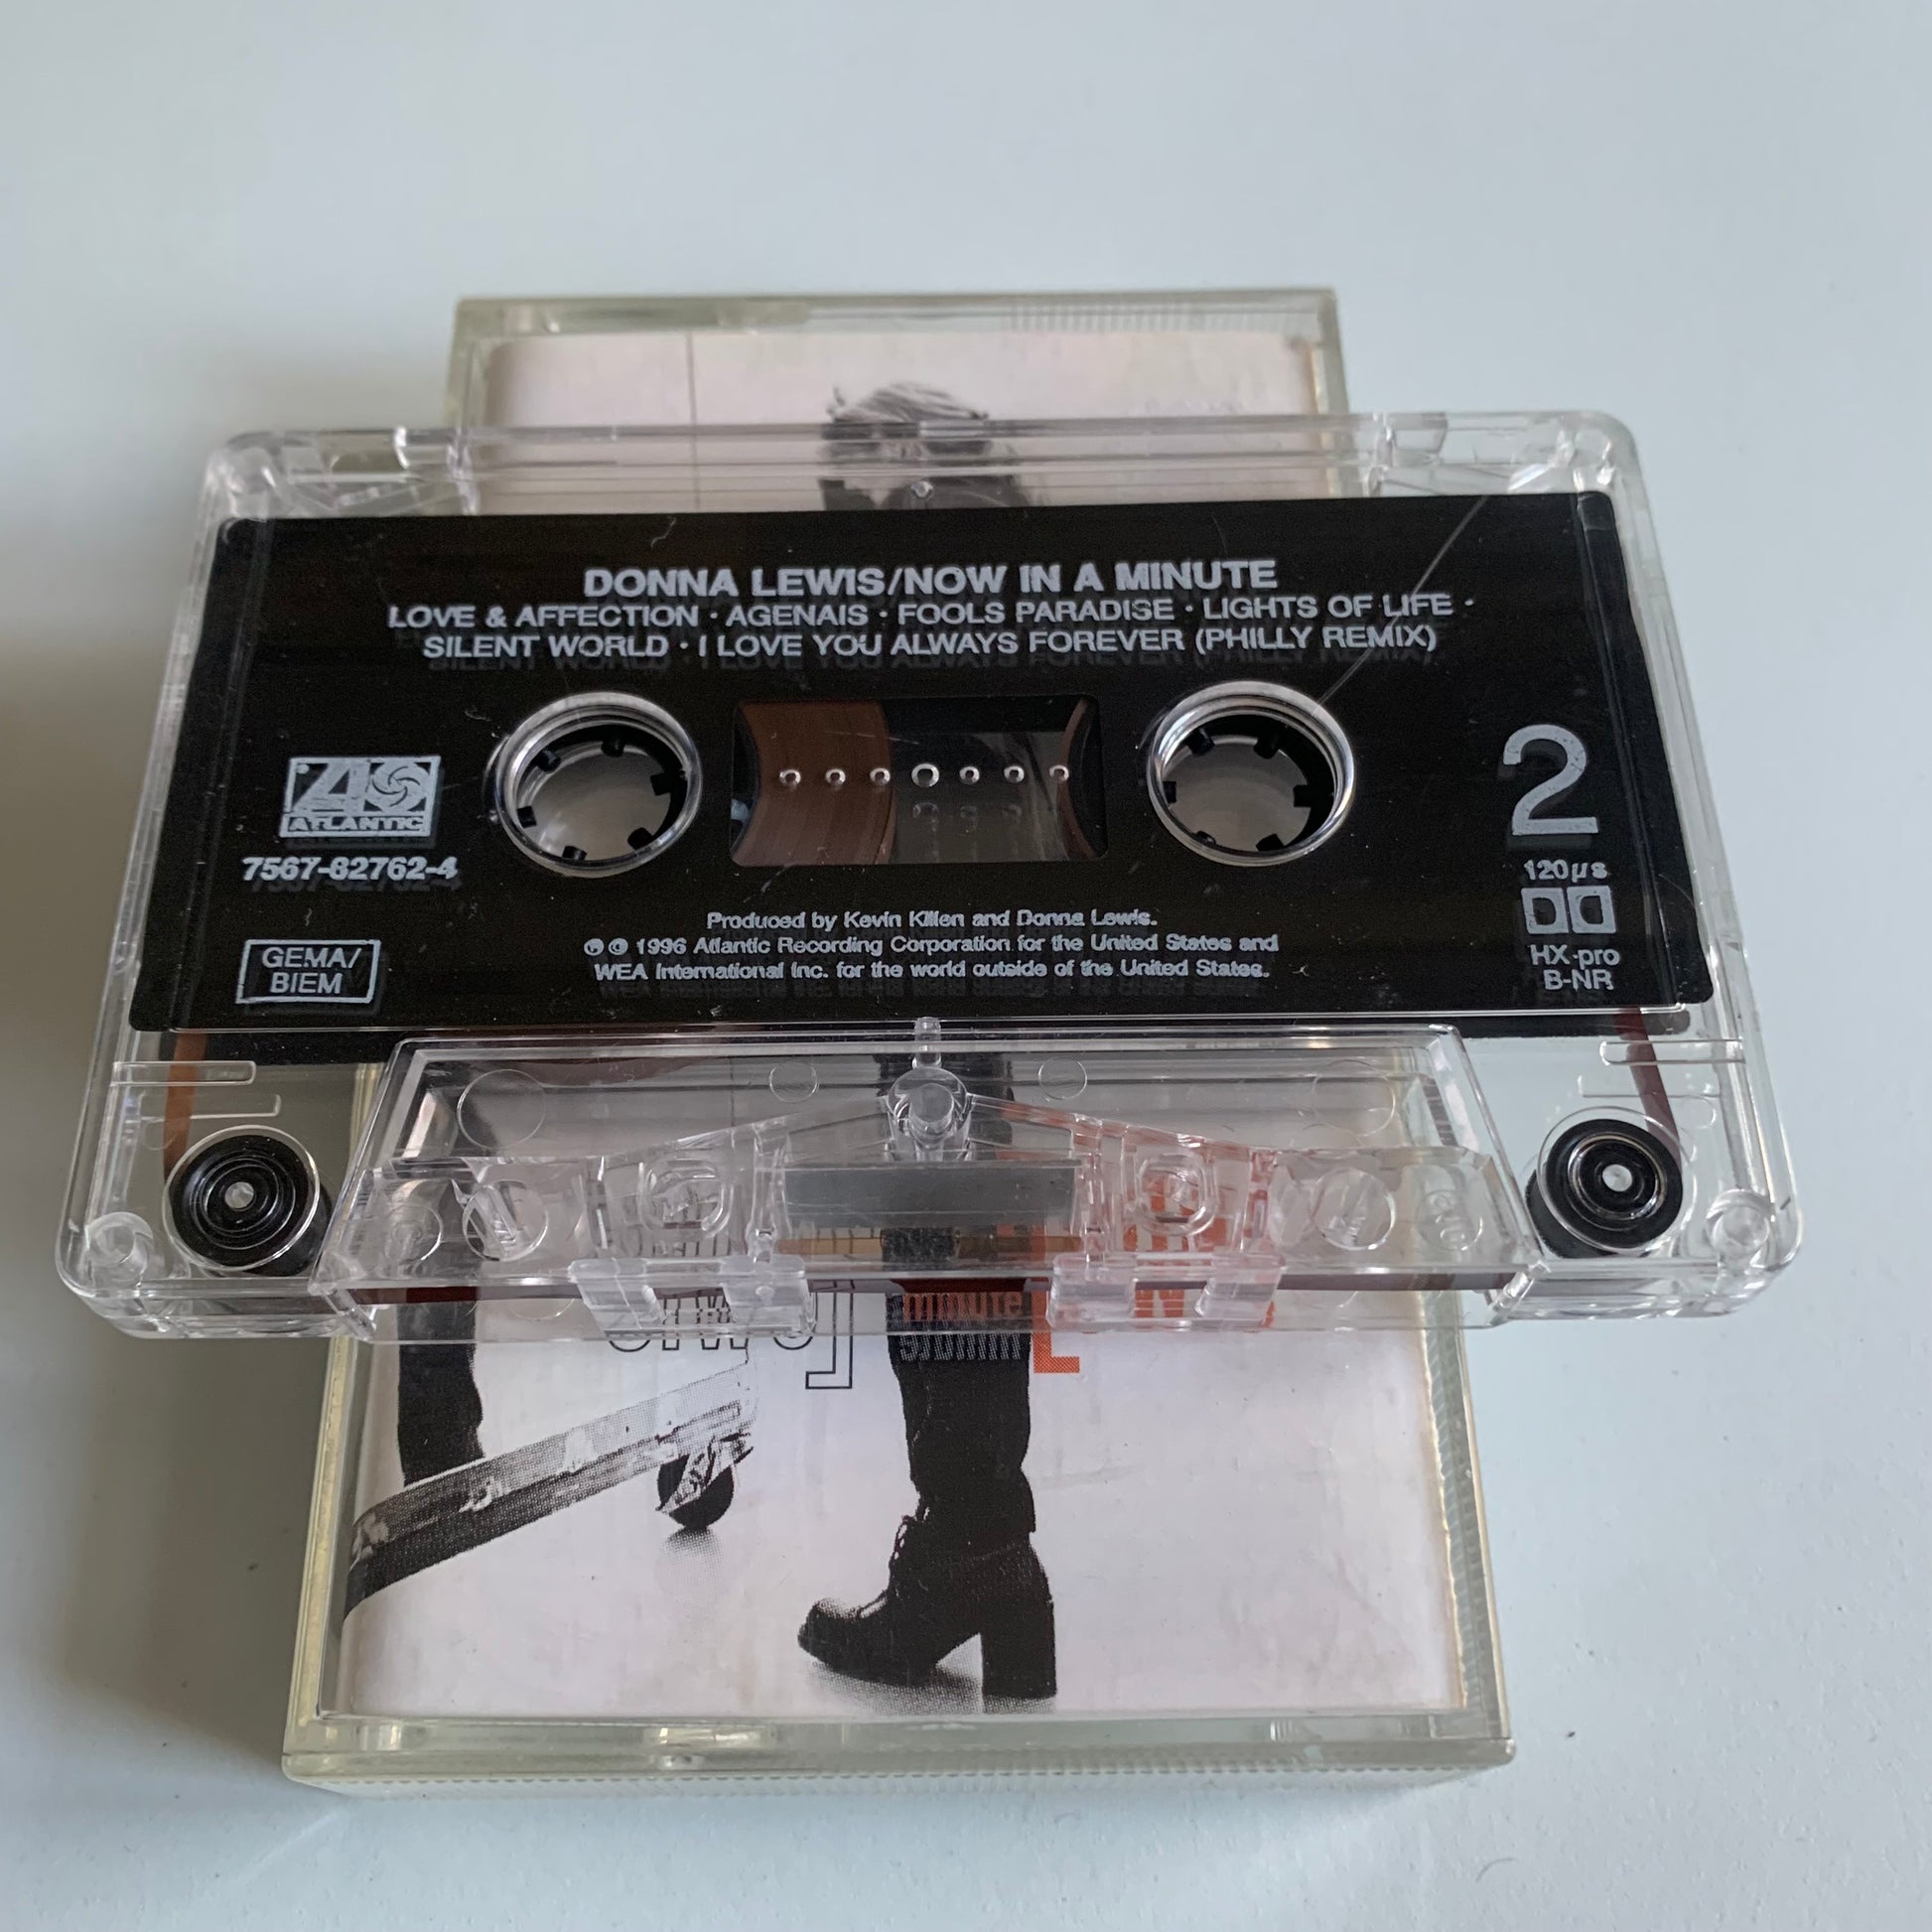 DONNA LEWIS/NOW IN A MINUTE
LOVE & AFFECTION · AGENAIS · FOOLS PARADISE · LIGHTS OF LIFE ·
SILENT WORLD · I LOVE YOU ALWAYS FOREVER (PHILLY REMIX)
ATLANTIC
7567-82762-4
2
120μs
HX-pro
B-NR
GEMA/
BIEM
Produced by Kevin Killen and Donna Lewis.
℗ © 1996 Atlantic Recording Corporation for the United States and
WEA International Inc. for the world outside of the United States.
minute